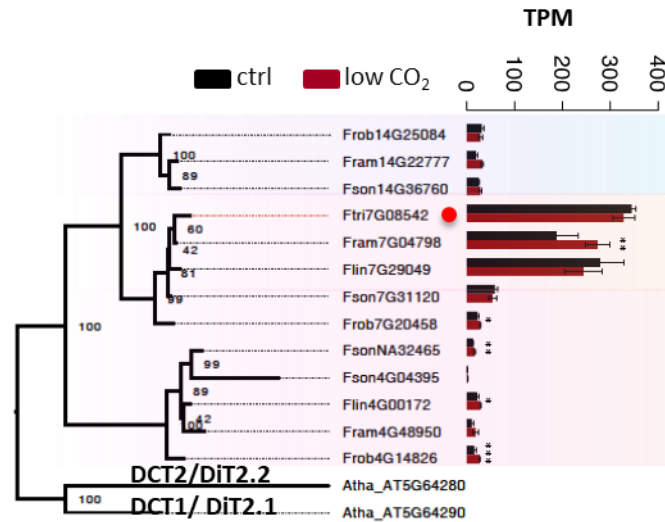 TPM
ctrl low CO₂
0 100 200 300 400
Frob14G25084
100
Fram14G22777
89
Fson14G36760
Ftri7G08542
60
100
Fram7G04798
**
42
Flin7G29049
81
Fson7G31120
99
Frob7G20458
*
100
FsonNA32465
**
99
Fson4G04395
89
Flin4G00172
*
42
Fram4G48950
Frob4G14826
***
DCT2/DiT2.2
Atha_AT5G64280
100
DCT1/ DiT2.1
Atha_AT5G64290